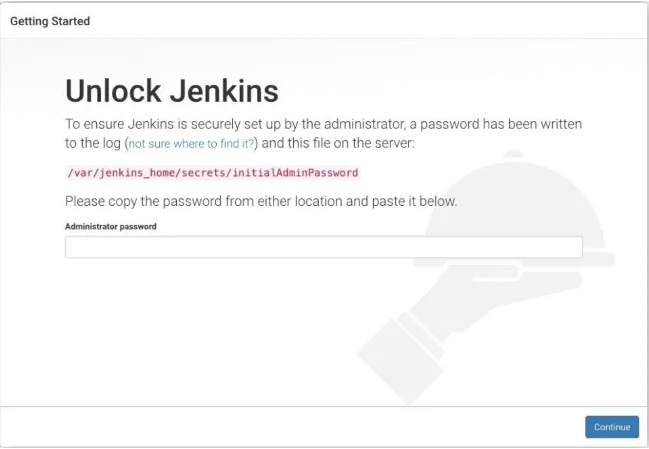 Getting Started
Unlock Jenkins
To ensure Jenkins is securely set up by the administrator, a password has been written
to the log (not sure where to find it?) and this file on the server:
/var/jenkins_home/secrets/initialAdminPassword
Please copy the password from either location and paste it below.
Administrator password
Continue